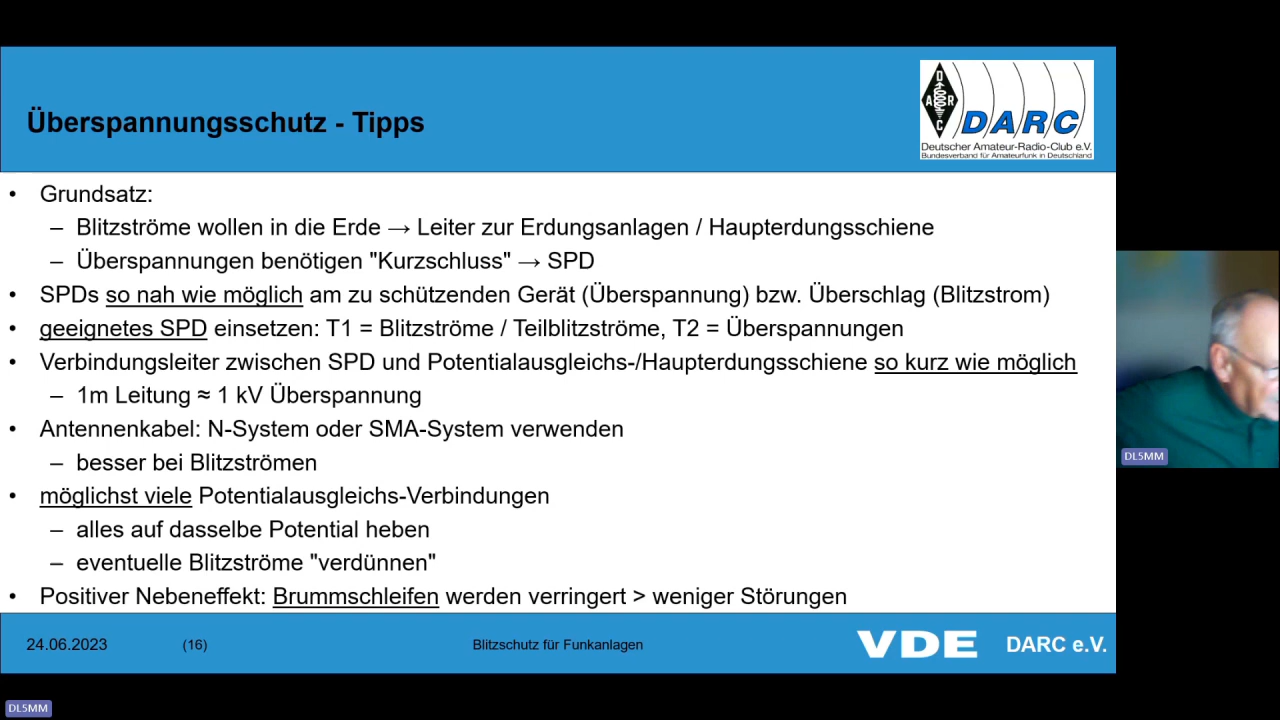 Überspannungsschutz - Tipps
D
A R
C
DARC
Deutscher Amateur-Radio-Club e.V.
Bundesverband für Amateurfunk in Deutschland
• Grundsatz:
– Blitzströme wollen in die Erde → Leiter zur Erdungsanlagen / Haupterdungsschiene
– Überspannungen benötigen "Kurzschluss" → SPD
• SPDs so nah wie möglich am zu schützenden Gerät (Überspannung) bzw. Überschlag (Blitzstrom)
• geeignetes SPD einsetzen: T1 = Blitzströme / Teilblitzströme, T2 = Überspannungen
• Verbindungsleiter zwischen SPD und Potentialausgleichs-/Haupterdungsschiene so kurz wie möglich
– 1m Leitung ≈ 1 kV Überspannung
• Antennenkabel: N-System oder SMA-System verwenden
– besser bei Blitzströmen
• möglichst viele Potentialausgleichs-Verbindungen
– alles auf dasselbe Potential heben
– eventuelle Blitzströme "verdünnen"
• Positiver Nebeneffekt: Brummschleifen werden verringert > weniger Störungen
24.06.2023 (16) Blitzschutz für Funkanlagen VDE DARC e.V.
DL5MM
DL5MM